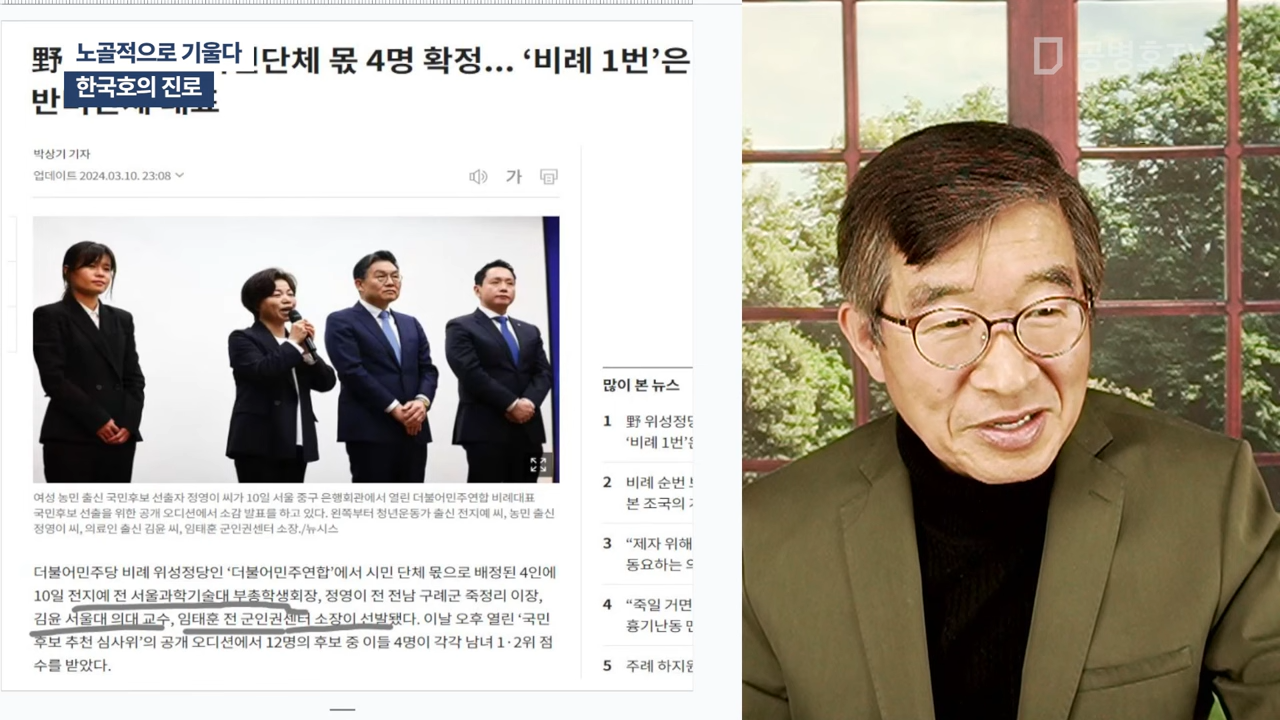 노골적으로 기울다
한국호의 진로
野 단체 몫 4명 확정... ‘비례 1번’은
반
박상기 기자
업데이트 2024.03.10. 23:08
가
여성 농민 출신 국민후보 선출자 정영이 씨가 10일 서울 중구 은행회관에서 열린 더불어민주연합 비례대표
국민후보 선출을 위한 공개 오디션에서 소감 발표를 하고 있다. 왼쪽부터 청년운동가 출신 전지예 씨, 농민 출신
정영이 씨, 의료인 출신 김윤 씨, 임태훈 군인권센터 소장./뉴시스
더불어민주당 비례 위성정당인 ‘더불어민주연합’에서 시민 단체 몫으로 배정된 4인에
10일 전지예 전 서울과학기술대 부총학생회장, 정영이 전 전남 구례군 죽정리 이장,
김윤 서울대 의대 교수, 임태훈 전 군인권센터 소장이 선발됐다. 이날 오후 열린 ‘국민
후보 추천 심사위’의 공개 오디션에서 12명의 후보 중 이들 4명이 각각 남녀 1·2위 점
수를 받았다.
많이 본 뉴스
1 野 위성정당
‘비례 1번’은
2 비례 순번
본 조국의
3 “제자 위해
동요하는
4 “죽일 거면
흉기난동
5 주례 하지
공병호